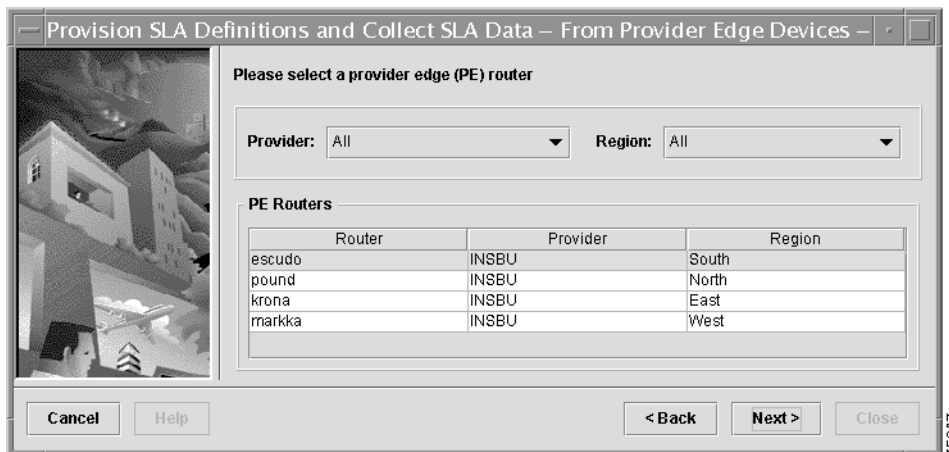 Provision SLA Definitions and Collect SLA Data – From Provider Edge Devices –
Please select a provider edge (PE) router
Provider: All Region: All
PE Routers
Router Provider Region
escudo INSBU South
pound INSBU North
krona INSBU East
markka INSBU West
Cancel Help < Back Next > Close